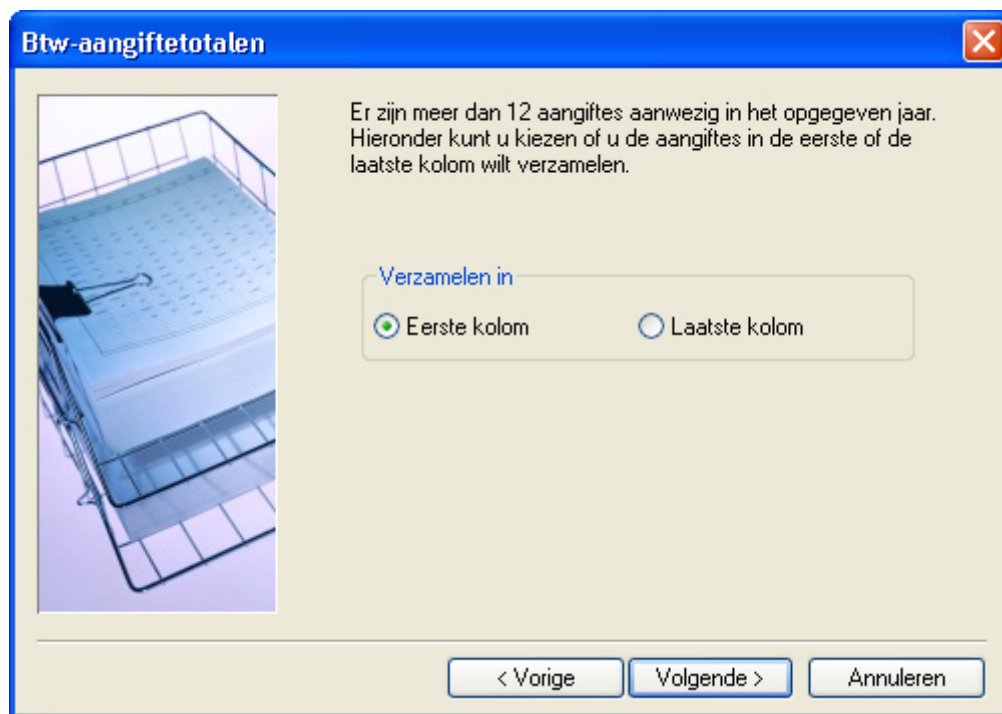 Btw-aangiftetotalen
Er zijn meer dan 12 aangiftes aanwezig in het opgegeven jaar.
Hieronder kunt u kiezen of u de aangiftes in de eerste of de
laatste kolom wilt verzamelen.
Verzamelen in
Eerste kolom
Laatste kolom
< Vorige
Volgende >
Annuleren